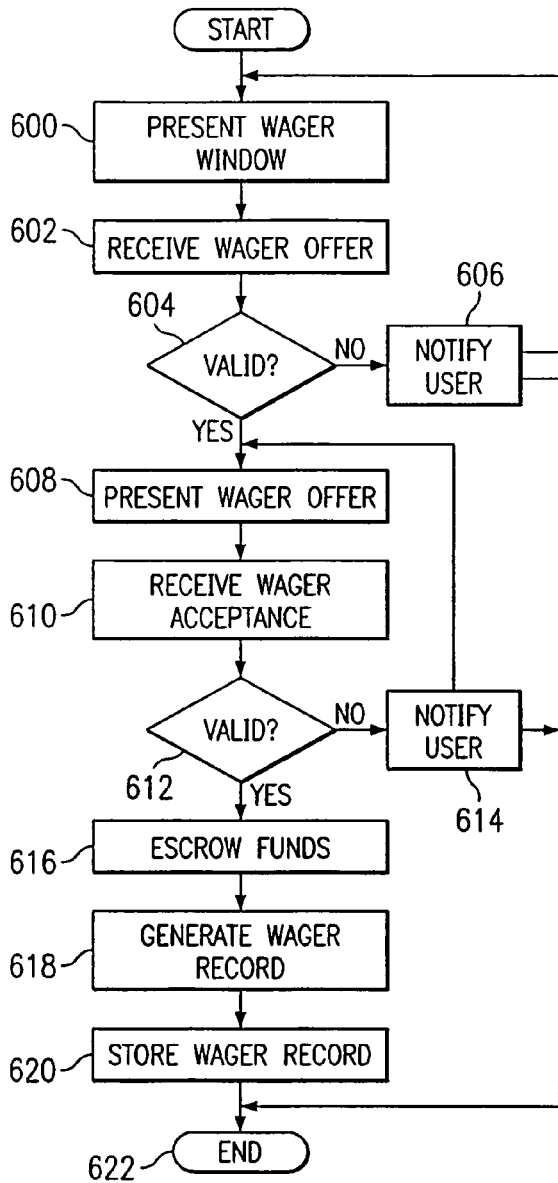 START
600
PRESENT WAGER
WINDOW
602
RECEIVE WAGER OFFER
604
VALID?
NO
606
NOTIFY
USER
YES
608
PRESENT WAGER OFFER
610
RECEIVE WAGER
ACCEPTANCE
612
VALID?
NO
NOTIFY
USER
614
YES
616
ESCROW FUNDS
618
GENERATE WAGER
RECORD
620
STORE WAGER RECORD
622
END